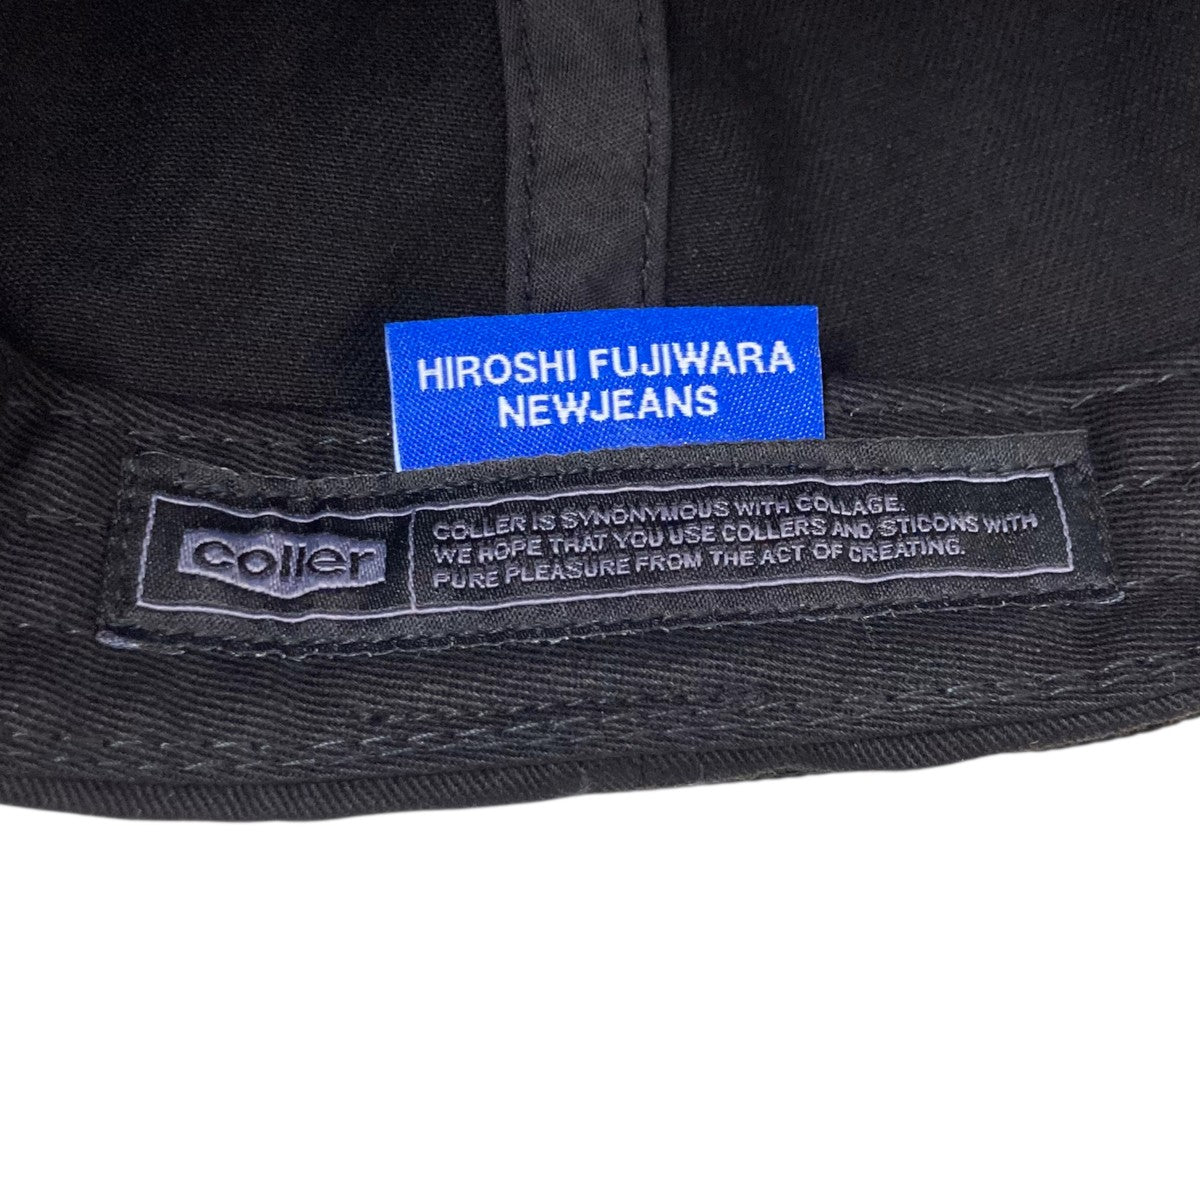 HIROSHI FUJIWARA
NEWJEANS
coller
COLLER IS SYNONYMOUS WITH COLLAGE.
WE HOPE THAT YOU USE COLLERS AND STICONS WITH
PURE PLEASURE FROM THE ACT OF CREATING.